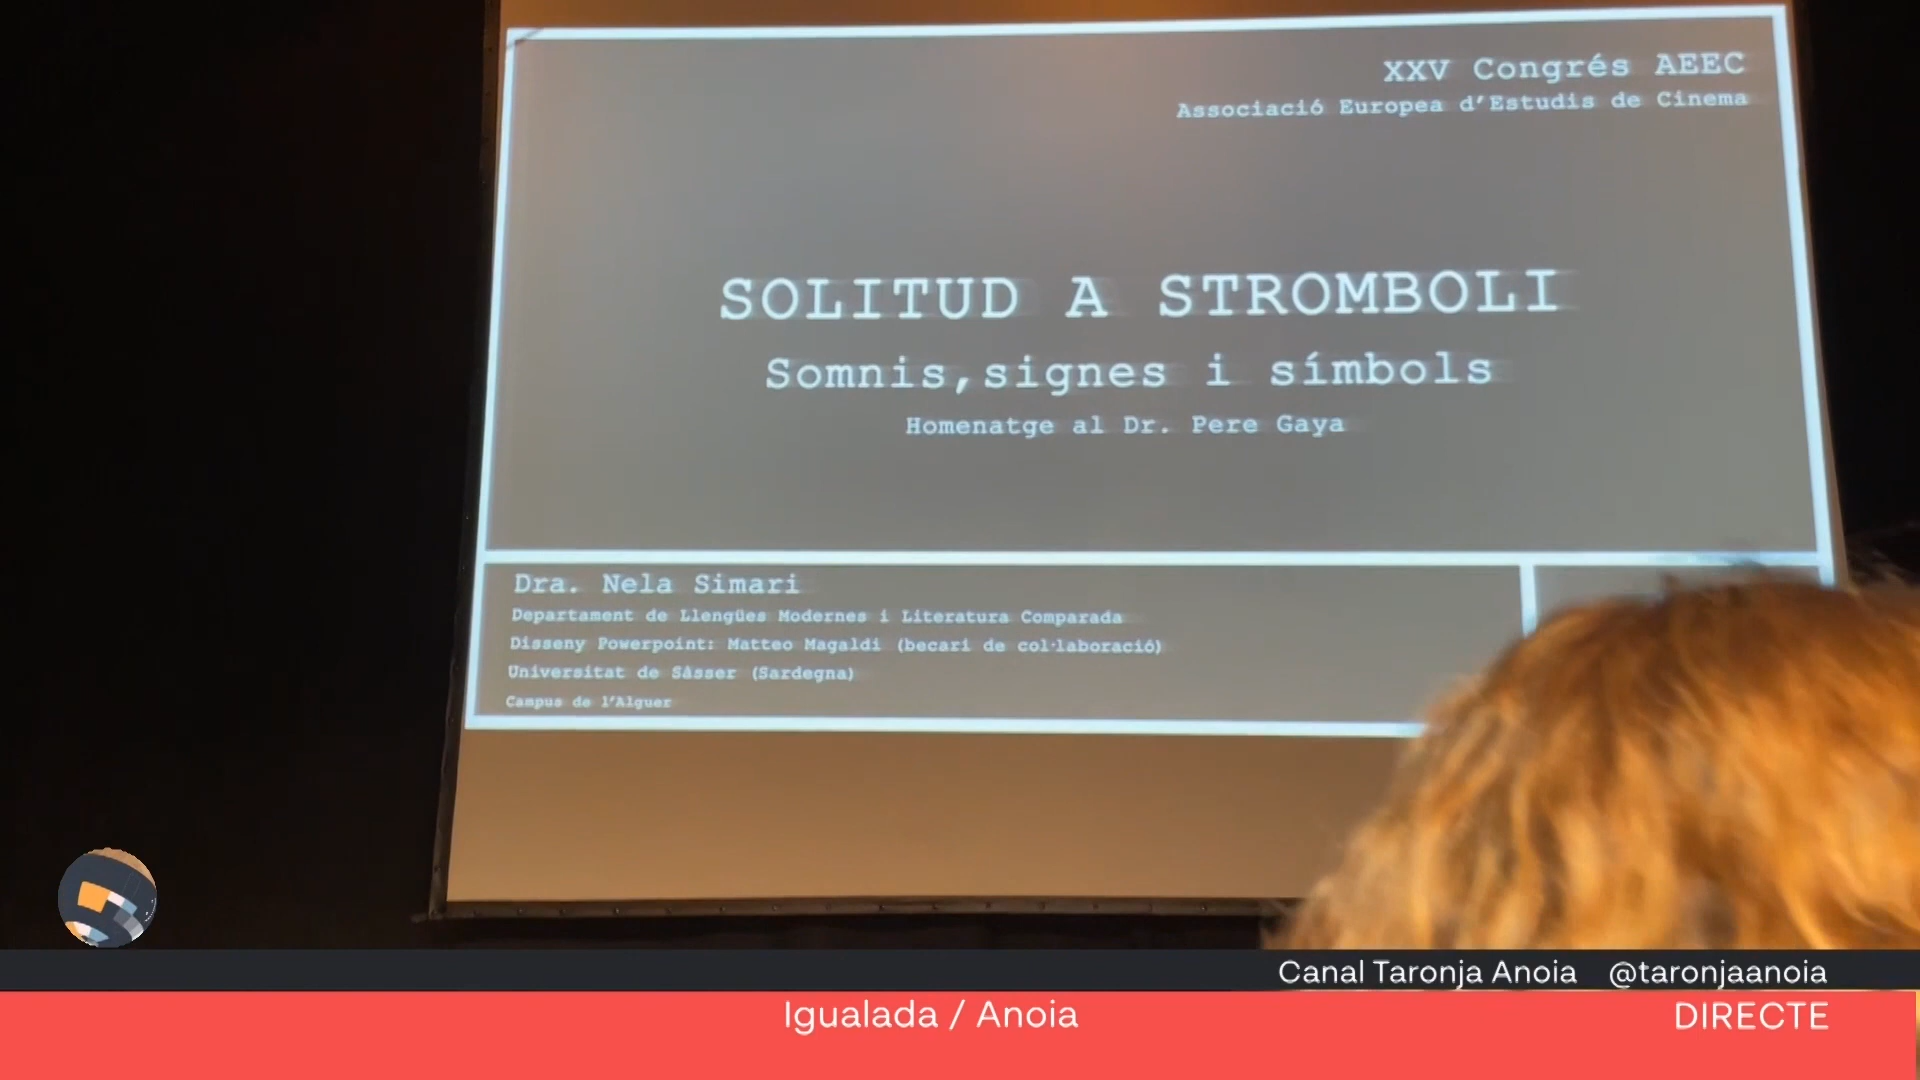 XXV Congrés AEEC
Associació Europea d'Estudis de Cinema
SOLITUD A STROMBOLI
Somnis,signes i símbols
Homenatge al Dr. Pere Gaya
Dra. Nela Simari
Departament de Llengües Modernes i Literatura Comparada
Disseny Powerpoint: Matteo Magaldi (becari de col·laboració)
Universitat de Sàsser (Sardegna)
Campus de l'Alguer
Canal Taronja Anoia @taronjaanoia
Igualada / Anoia
DIRECTE